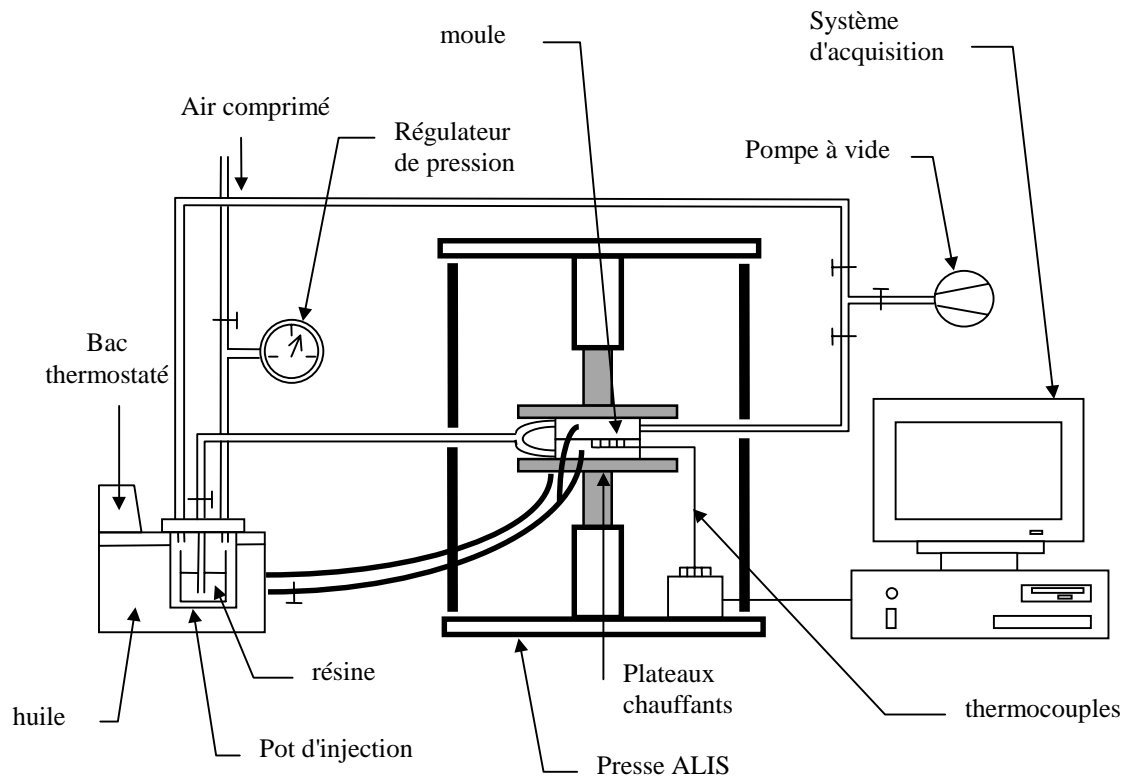 moule
Système
d'acquisition
Air comprimé
Régulateur
de pression
Pompe à vide
Bac
thermostaté
résine
Plateaux
chauffants
thermocouples
huile
Pot d'injection
Presse ALIS